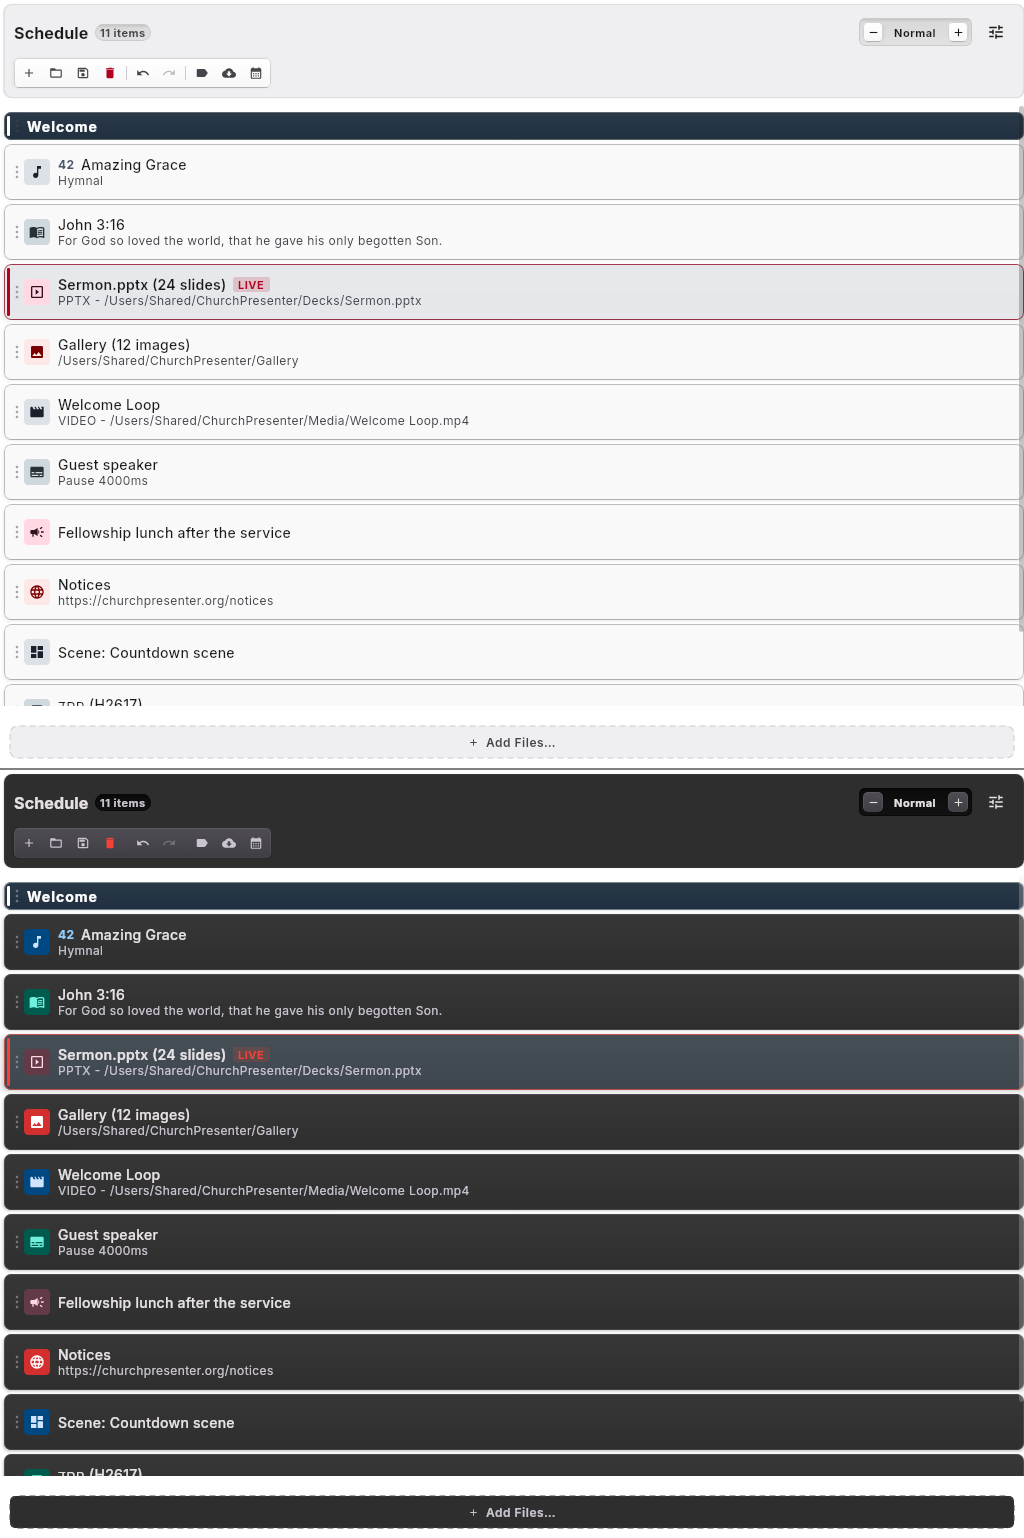 Schedule 11 items
− Normal +
Welcome
42 Amazing Grace
Hymnal
John 3:16
For God so loved the world, that he gave his only begotten Son.
Sermon.pptx (24 slides) LIVE
PPTX - /Users/Shared/ChurchPresenter/Decks/Sermon.pptx
Gallery (12 images)
/Users/Shared/ChurchPresenter/Gallery
Welcome Loop
VIDEO - /Users/Shared/ChurchPresenter/Media/Welcome Loop.mp4
Guest speaker
Pause 4000ms
Fellowship lunch after the service
Notices
https://churchpresenter.org/notices
Scene: Countdown scene
(H2617)
+ Add Files...
Schedule 11 items
− Normal +
Welcome
42 Amazing Grace
Hymnal
John 3:16
For God so loved the world, that he gave his only begotten Son.
Sermon.pptx (24 slides) LIVE
PPTX - /Users/Shared/ChurchPresenter/Decks/Sermon.pptx
Gallery (12 images)
/Users/Shared/ChurchPresenter/Gallery
Welcome Loop
VIDEO - /Users/Shared/ChurchPresenter/Media/Welcome Loop.mp4
Guest speaker
Pause 4000ms
Fellowship lunch after the service
Notices
https://churchpresenter.org/notices
Scene: Countdown scene
(H2617)
+ Add Files...